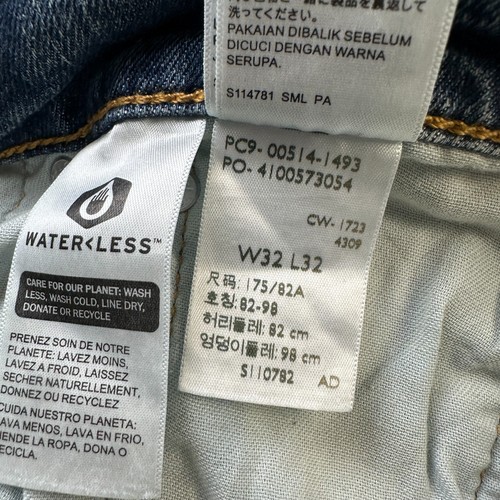 洗ってください。
PAKAIAN DIBALIK SEBELUM
DICUCI DENGAN WARNA
SERUPA.
S114781 SML PA
PC9- 00514-1493
PO- 4100573054
CW- 1723
4309
W32 L32
尺码: 175/82A
호칭: 82-98
허리둘레: 82 cm
엉덩이둘레: 98 cm
S110782 AD
WATER<LESS™
CARE FOR OUR PLANET: WASH
LESS, WASH COLD, LINE DRY,
DONATE OR RECYCLE
PRENEZ SOIN DE NOTRE
PLANETE: LAVEZ MOINS,
LAVEZ A FROID, LAISSEZ
SECHER NATURELLEMENT,
DONNEZ OU RECYCLEZ
CUIDA NUESTRO PLANETA:
LAVA MENOS, LAVA EN FRIO,
IENDE LA ROPA, DONA O
ECICLA.